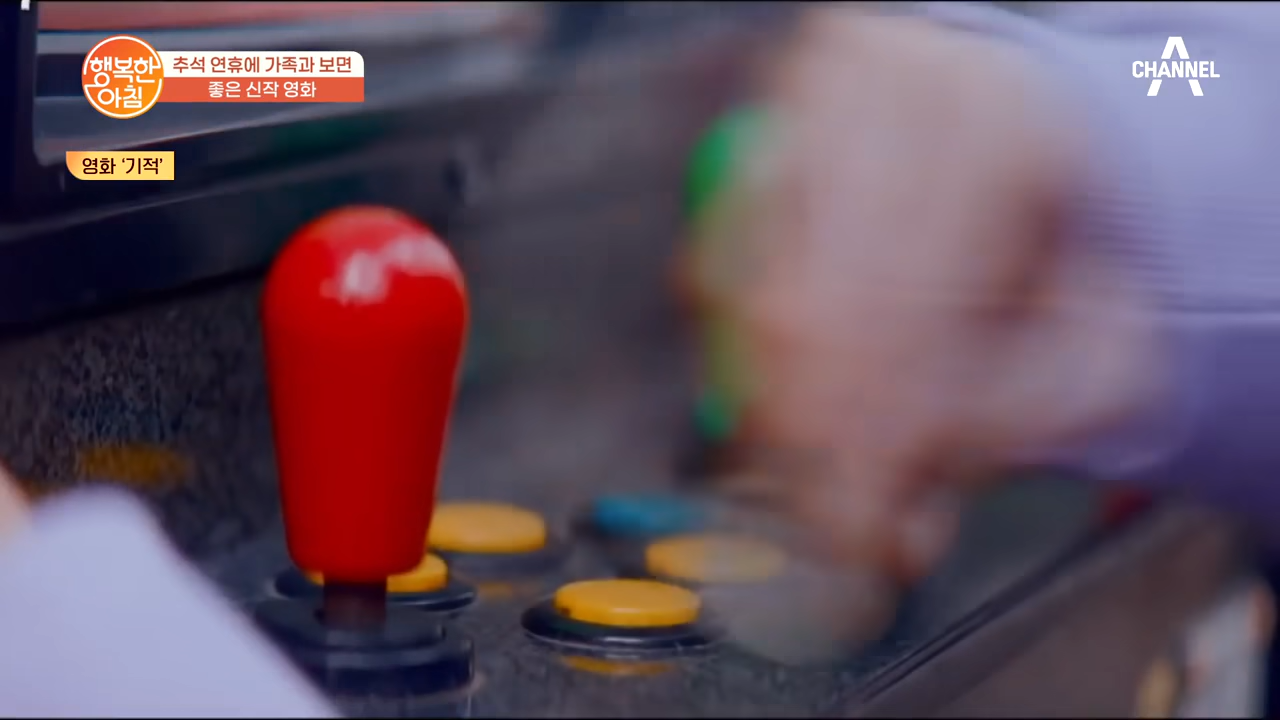 행복한
아침
추석 연휴에 가족과 보면
좋은 신작 영화
CHANNEL A
영화 ‘기적’